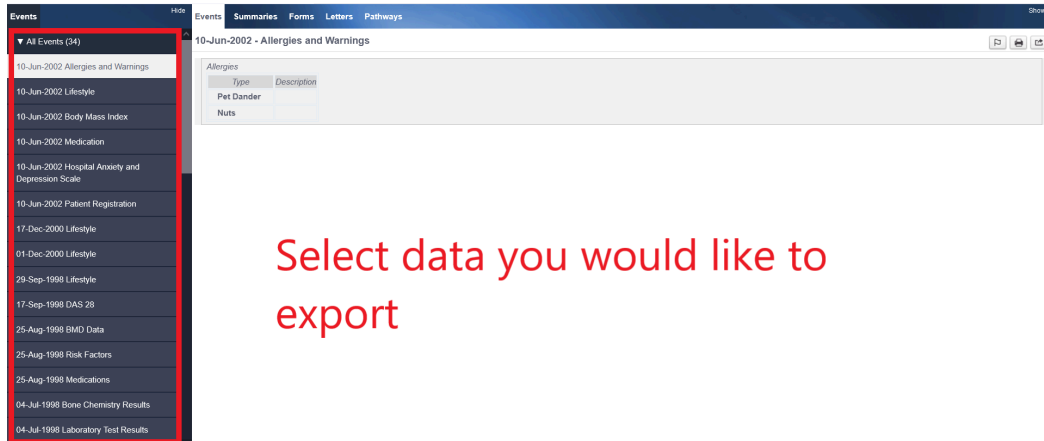 Events
Hide
▼ All Events (34)
10-Jun-2002 Allergies and Warnings
10-Jun-2002 Lifestyle
10-Jun-2002 Body Mass Index
10-Jun-2002 Medication
10-Jun-2002 Hospital Anxiety and
Depression Scale
10-Jun-2002 Patient Registration
17-Dec-2000 Lifestyle
01-Dec-2000 Lifestyle
29-Sep-1998 Lifestyle
17-Sep-1998 DAS 28
25-Aug-1998 BMD Data
25-Aug-1998 Risk Factors
25-Aug-1998 Medications
04-Jul-1998 Bone Chemistry Results
04-Jul-1998 Laboratory Test Results
Events Summaries Forms Letters Pathways
Show
10-Jun-2002 - Allergies and Warnings
Allergies
Type Description
Pet Dander
Nuts
Select data you would like to
export